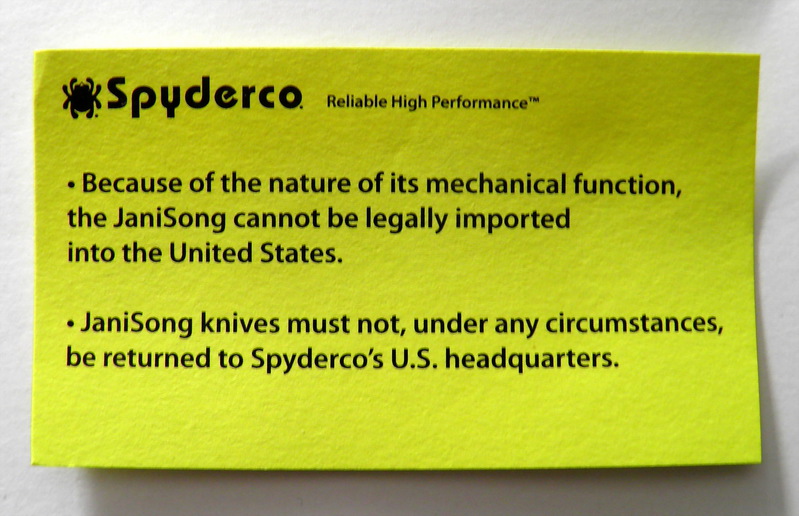 Spyderco. Reliable High Performance™
• Because of the nature of its mechanical function,
the JaniSong cannot be legally imported
into the United States.
• JaniSong knives must not, under any circumstances,
be returned to Spyderco's U.S. headquarters.